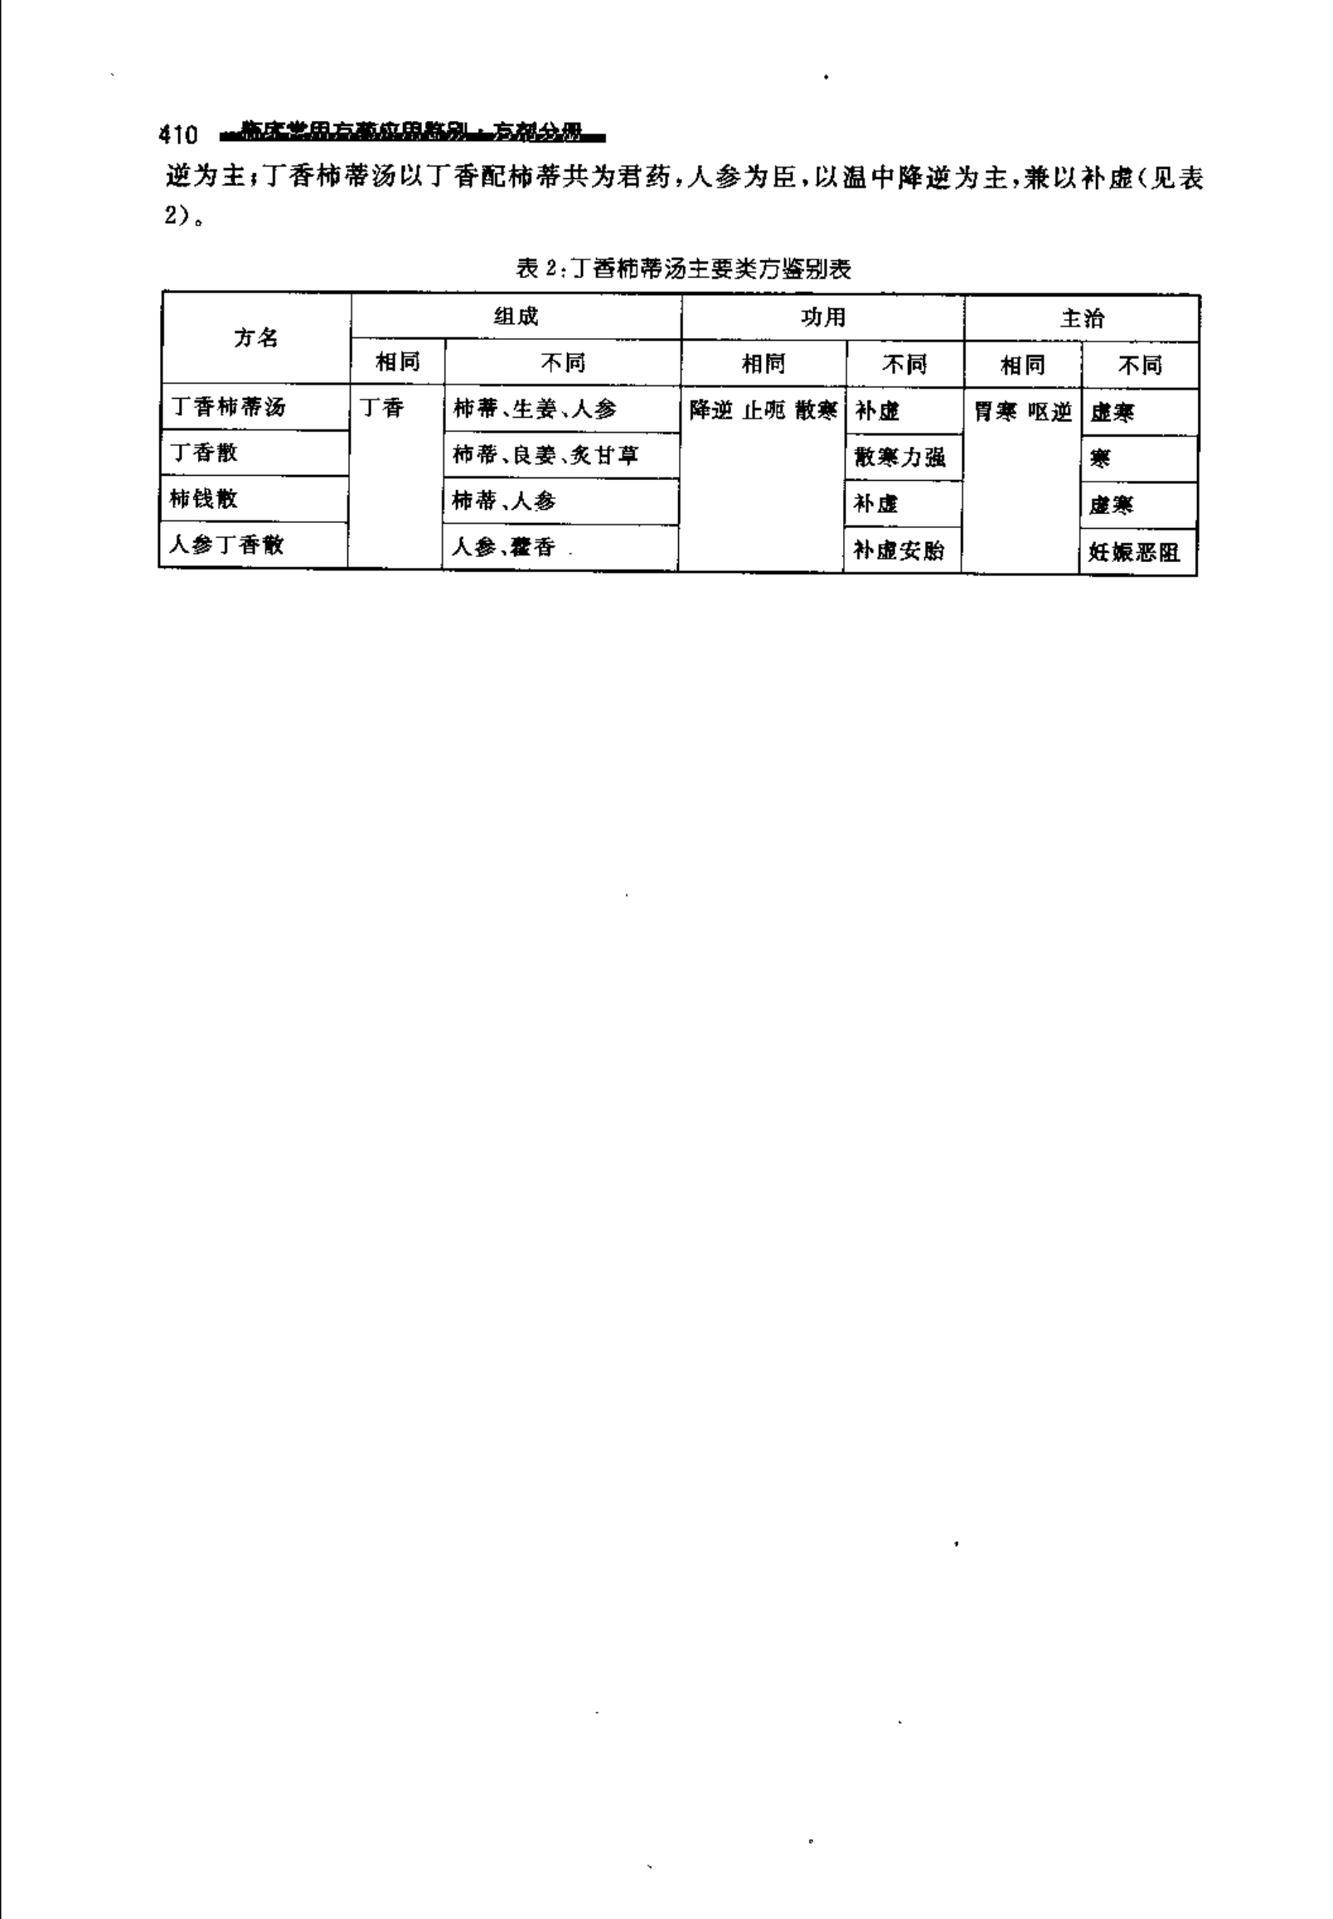 410 临床常用方药应用鉴别·方剂分册
逆为主；丁香柿蒂汤以丁香配柿蒂共为君药，人参为臣，以温中降逆为主，兼以补虚（见表
2）。
表 2：丁香柿蒂汤主要类方鉴别表
方名 组成 功用 主治
相同 不同 相同 不同 相同 不同
丁香柿蒂汤 丁香 柿蒂、生姜、人参 降逆 止呃 散寒 补虚 胃寒 呕逆 虚寒
丁香散 柿蒂、良姜、炙甘草 散寒力强 寒
柿钱散 柿蒂、人参 补虚 虚寒
人参丁香散 人参、藿香 补虚安胎 妊娠恶阻